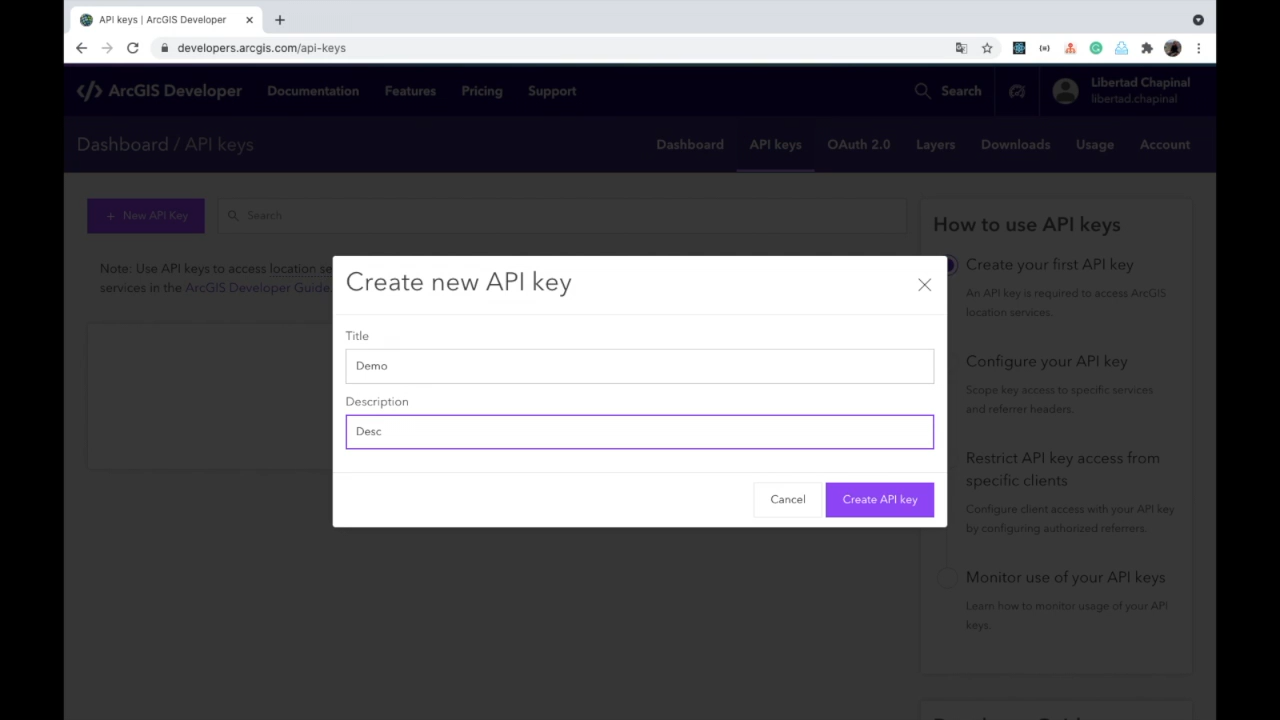 API keys | ArcGIS Developer
developers.arcgis.com/api-keys
ArcGIS Developer Documentation Features Pricing Support Search Libertad Chapinal
libertad.chapinal
Dashboard / API keys Dashboard API keys OAuth 2.0 Layers Downloads Usage Account
+ New API Key Search
Note: Use API keys to access location se
services in the ArcGIS Developer Guide
Create new API key
Title
Demo
Description
Desc
Cancel Create API key
How to use API keys
Create your first API key
An API key is required to access ArcGIS
location services.
Configure your API key
Scope key access to specific services
and referrer headers.
Restrict API key access from
specific clients
Configure client access with your API key
by configuring authorized referrers.
Monitor use of your API keys
Learn how to monitor usage of your API
keys.